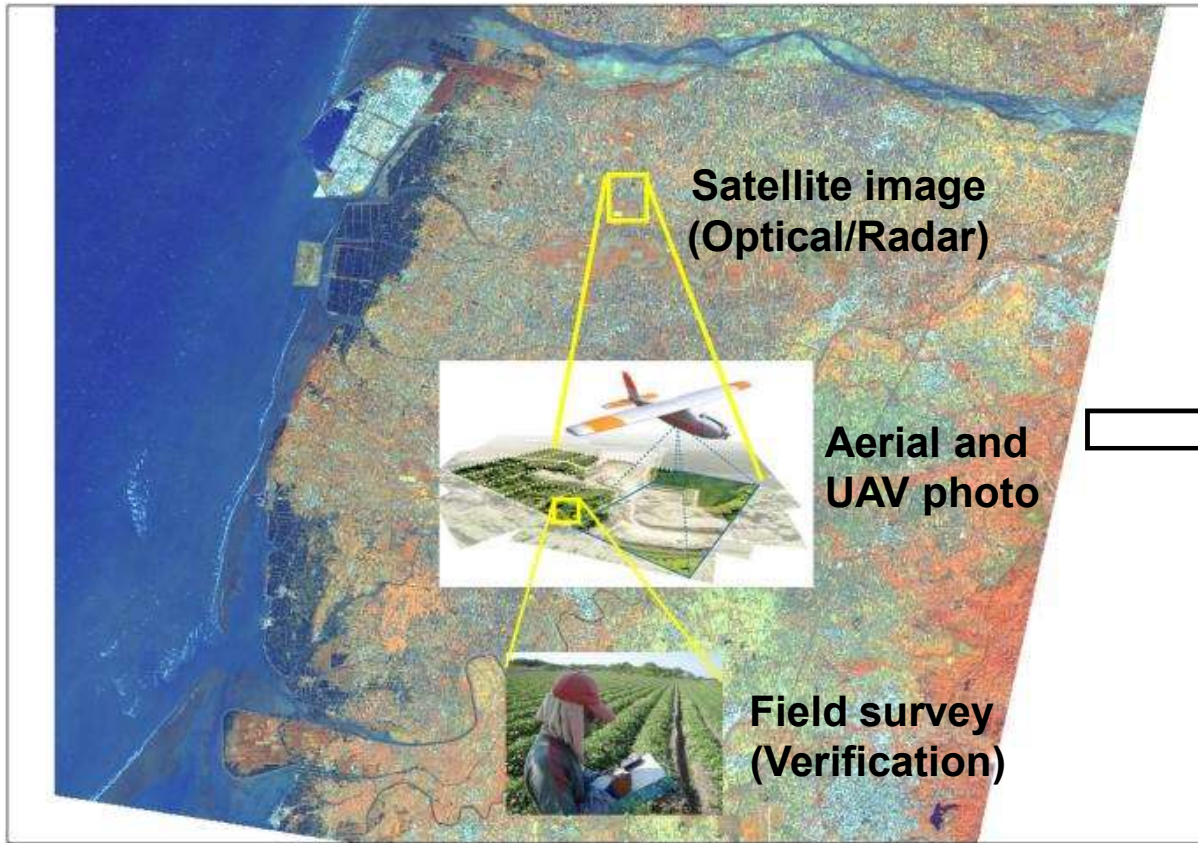 Satellite image
(Optical/Radar)
Aerial and
UAV photo
Field survey
(Verification)